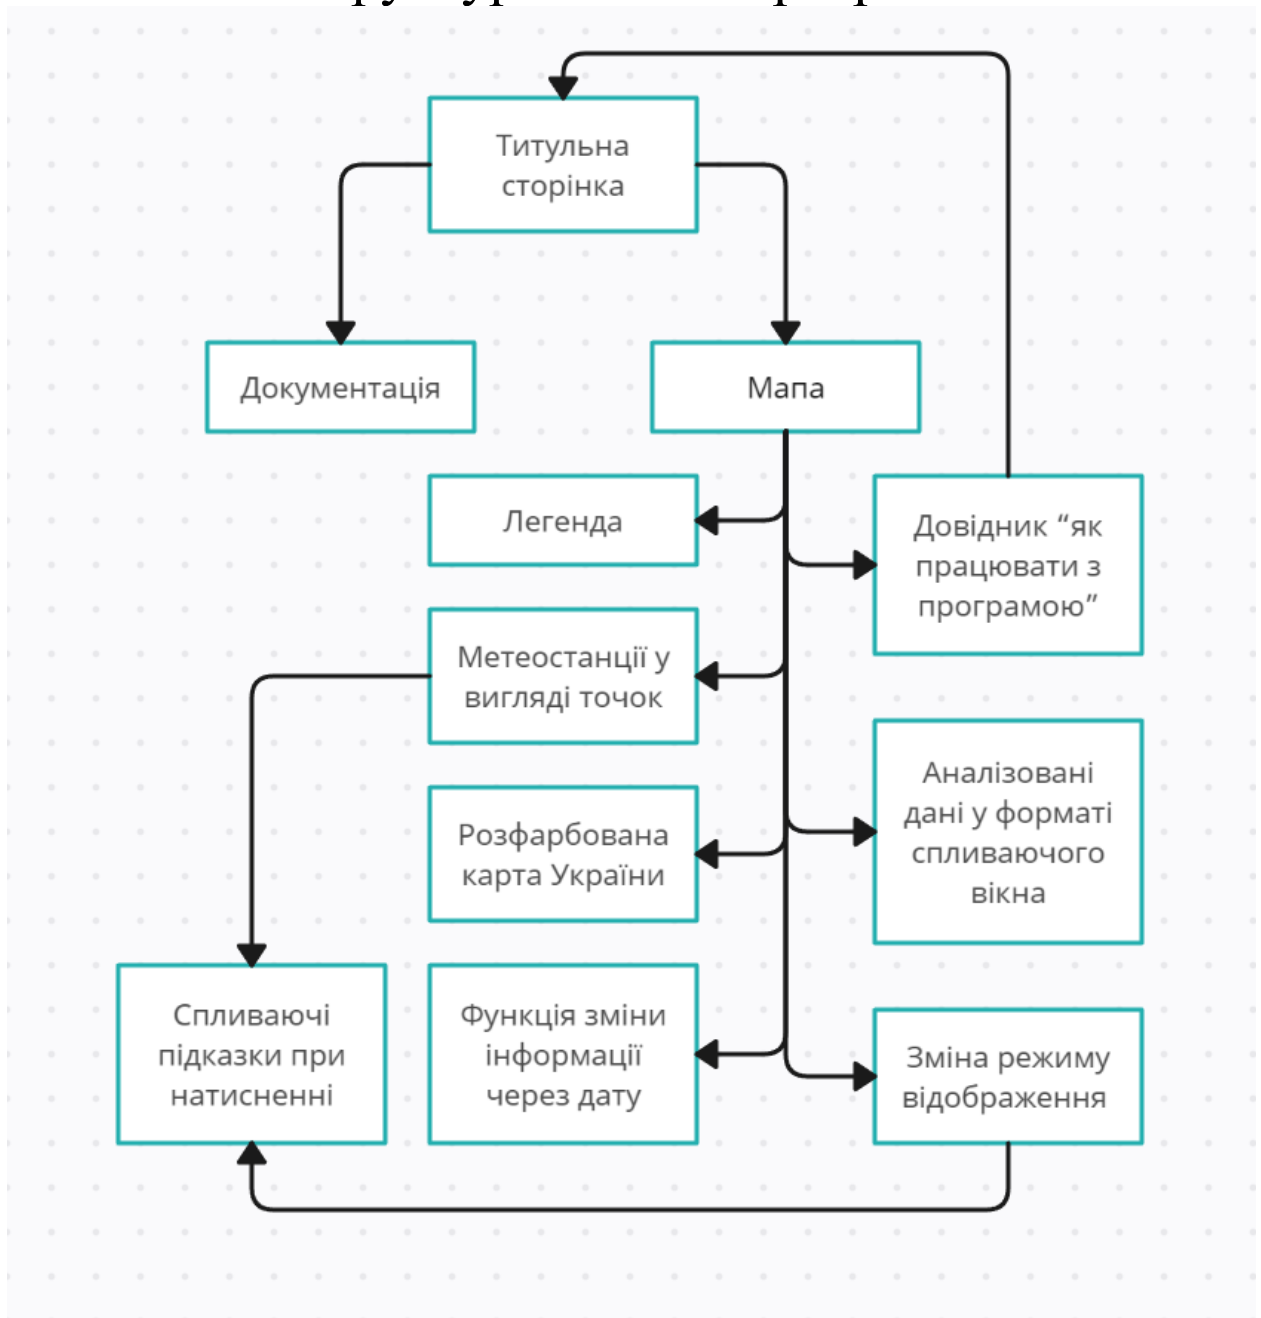 Титульна
сторінка
Документація
Мапа
Легенда
Довідник “як
працювати з
програмою”
Метеостанції у
вигляді точок
Аналізовані
дані у форматі
спливаючого
вікна
Розфарбована
карта України
Спливаючі
підказки при
натисненні
Функція зміни
інформації
через дату
Зміна режиму
відображення